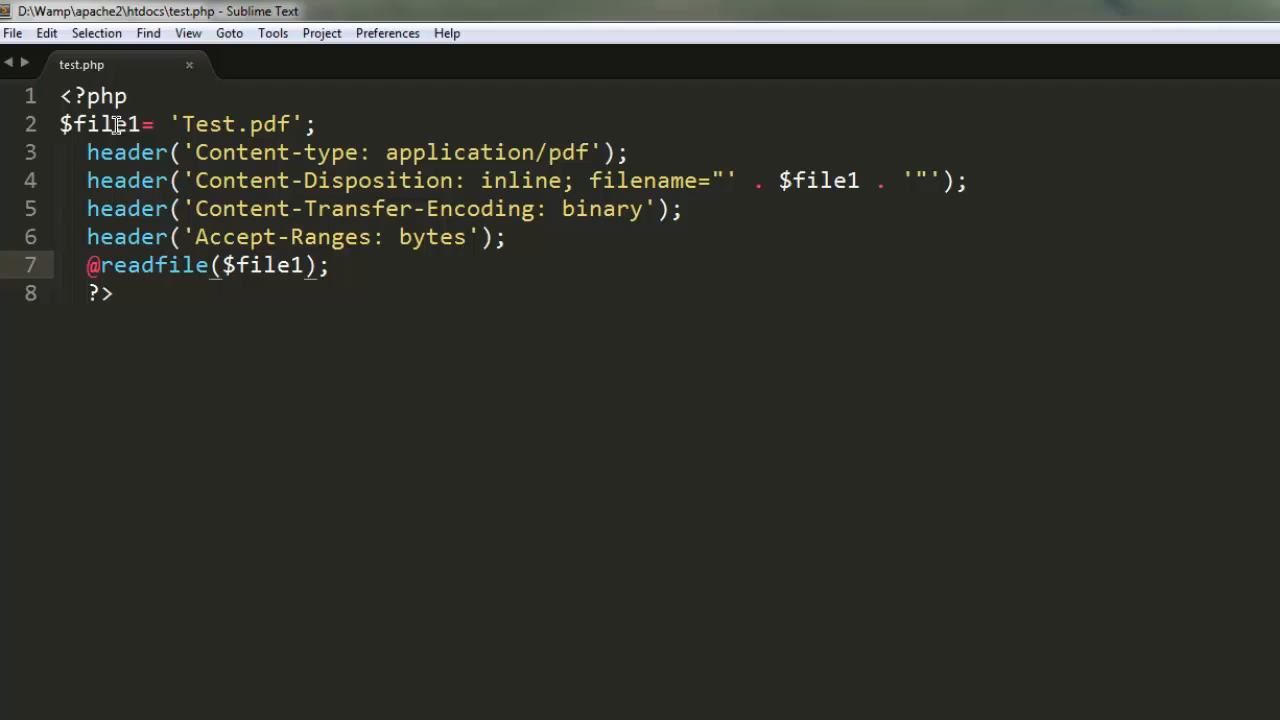 D:\Wamp\apache2\htdocs\test.php - Sublime Text
File Edit Selection Find View Goto Tools Project Preferences Help
test.php ×
1 <?php
2 $file1= 'Test.pdf';
3 header('Content-type: application/pdf');
4 header('Content-Disposition: inline; filename="' . $file1 . '"');
5 header('Content-Transfer-Encoding: binary');
6 header('Accept-Ranges: bytes');
7 @readfile($file1);
8 ?>